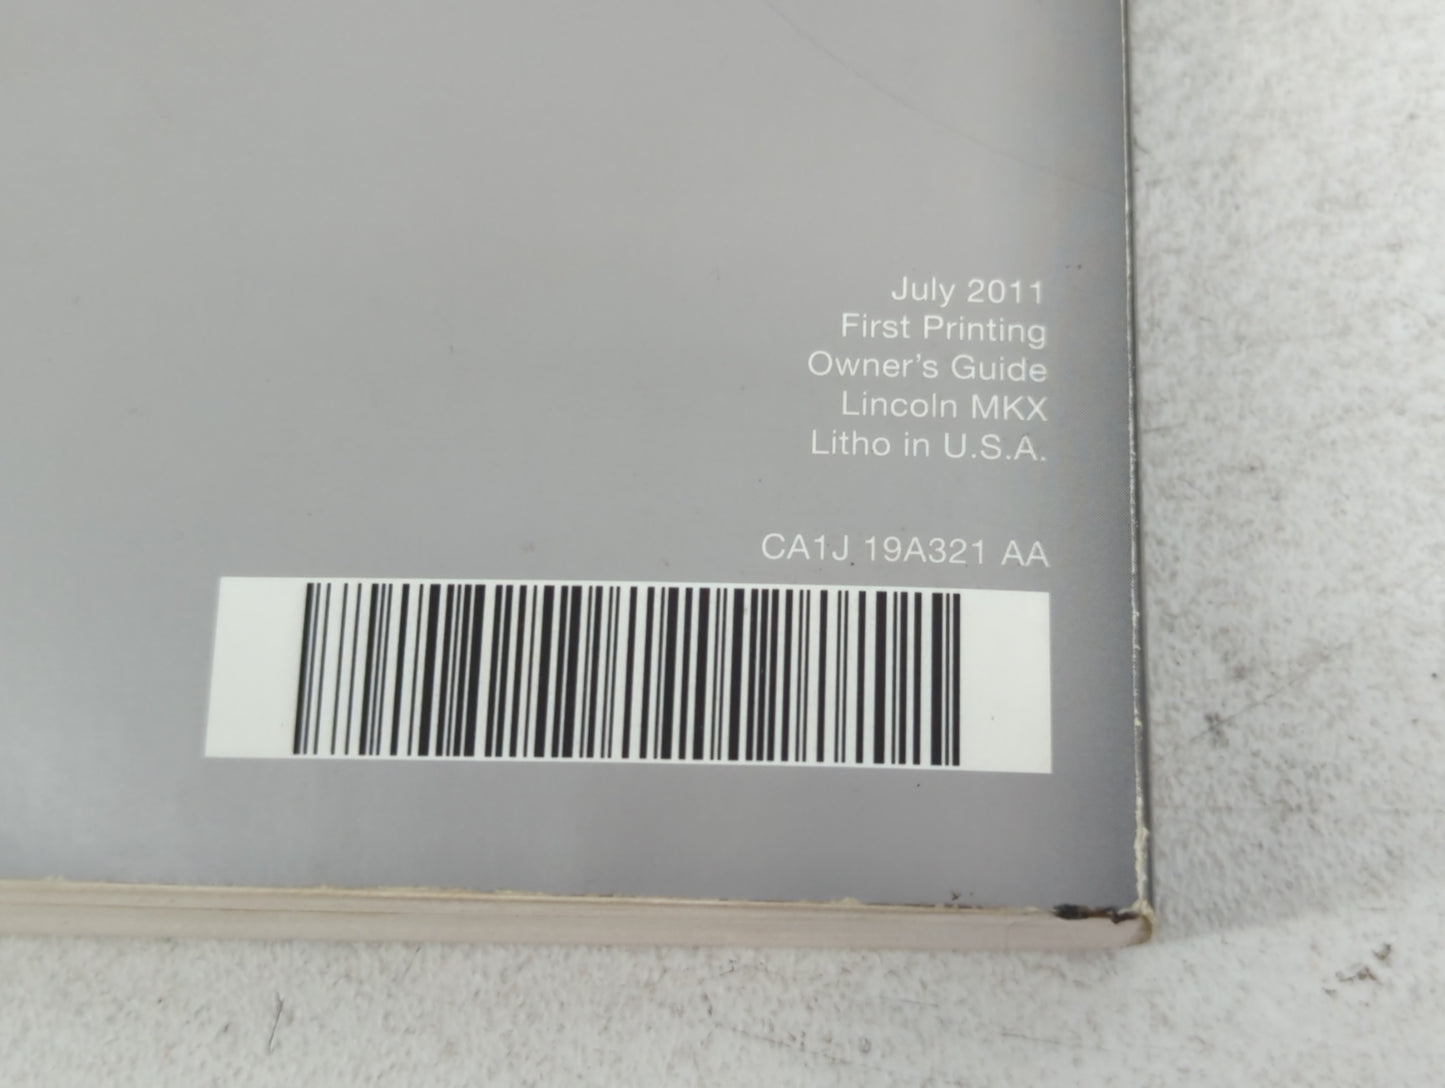 July 2011
First Printing
Owner's Guide
Lincoln MKX
Litho in U.S.A.
CA1J 19A321 AA